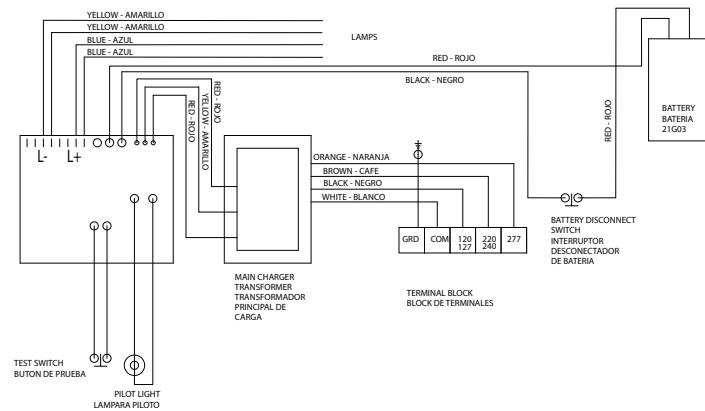 YELLOW - AMARILLO
YELLOW - AMARILLO
BLUE - AZUL
BLUE - AZUL
LAMPS
RED - ROJO
BLACK - NEGRO
RED - ROJO
YELLOW - AMARILLO
RED - ROJO
RED - ROJO
BATTERY
BATERIA
21G03
L-
L+
ORANGE - NARANJA
BROWN - CAFE
BLACK - NEGRO
WHITE - BLANCO
GRD
COM
120
127
220
240
277
BATTERY DISCONNECT
SWITCH
INTERRUPTOR
DESCONECTADOR
DE BATERIA
MAIN CHARGER
TRANSFORMER
TRANSFORMADOR
PRINCIPAL DE
CARGA
TERMINAL BLOCK
BLOCK DE TERMINALES
TEST SWITCH
BUTON DE PRUEBA
PILOT LIGHT
LAMPARA PILOTO